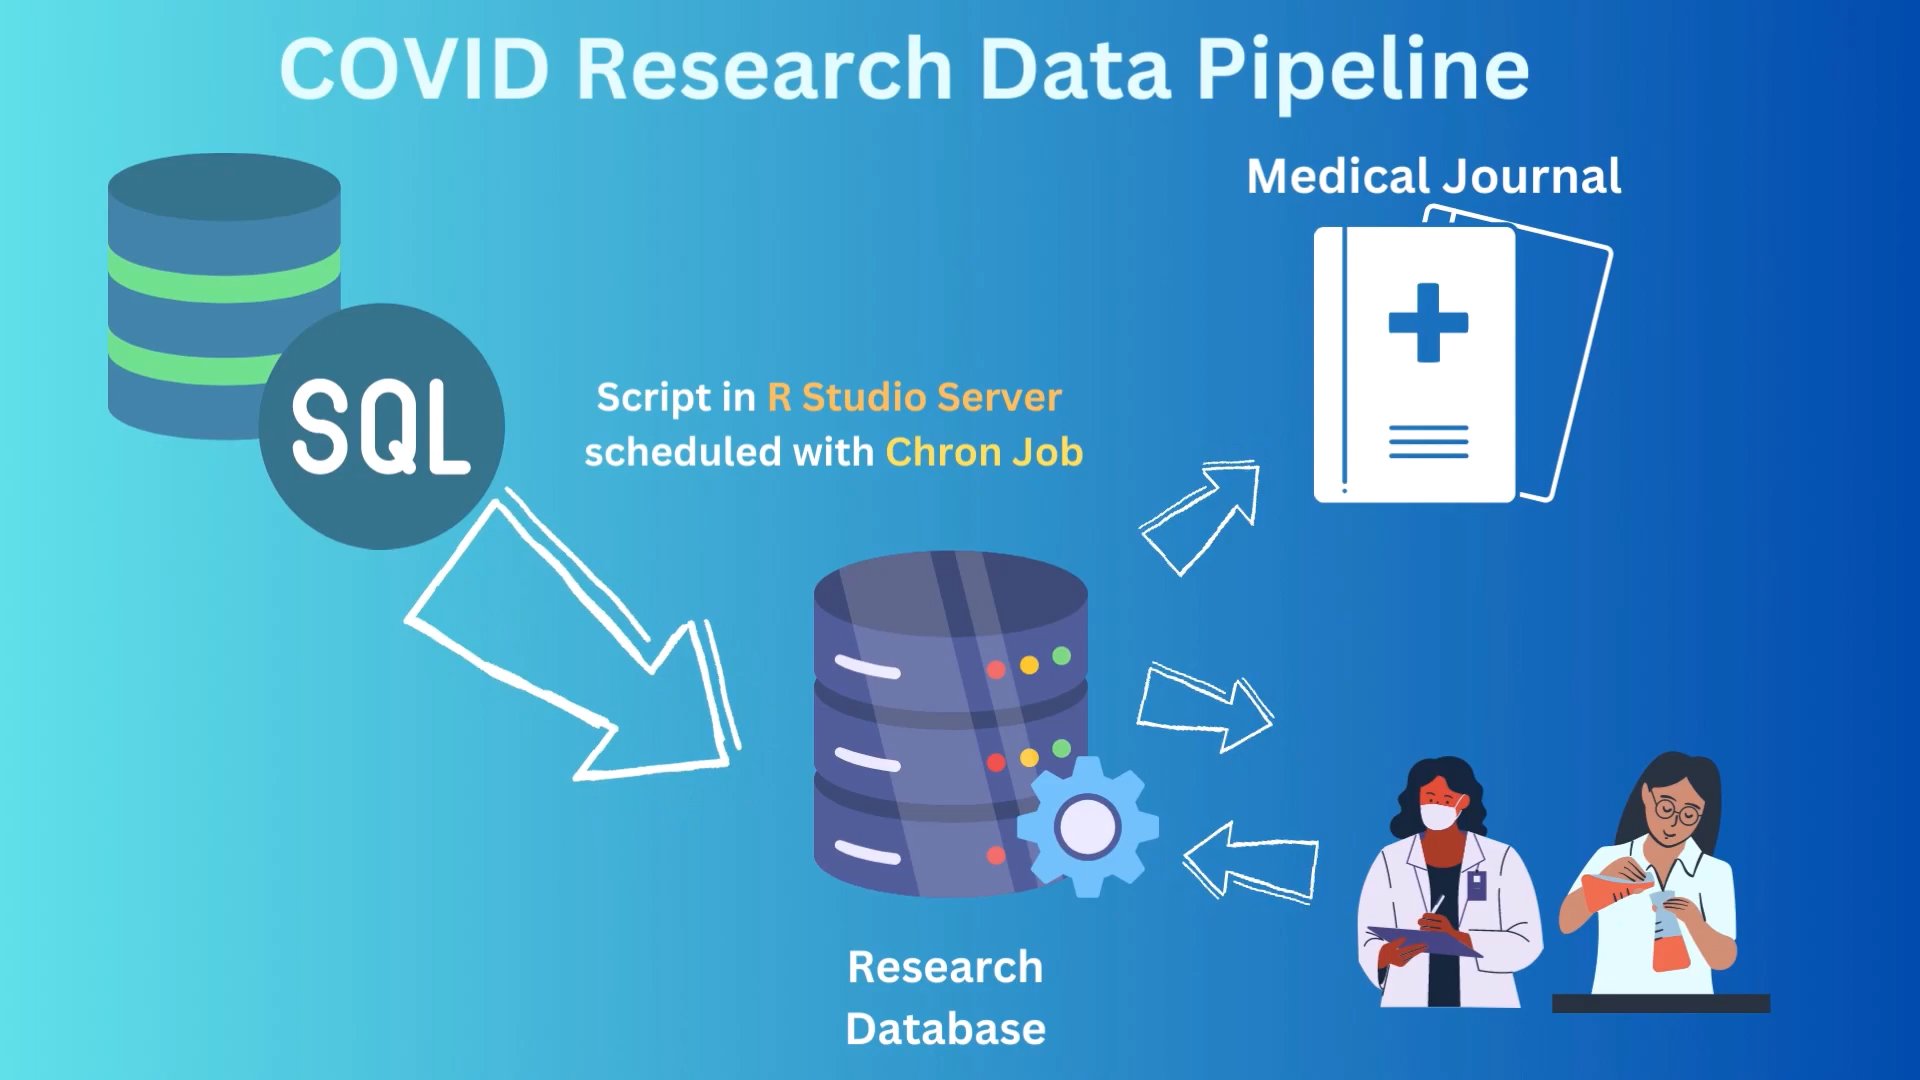 COVID Research Data Pipeline
Medical Journal
SQL
Script in R Studio Server
scheduled with Chron Job
Research
Database